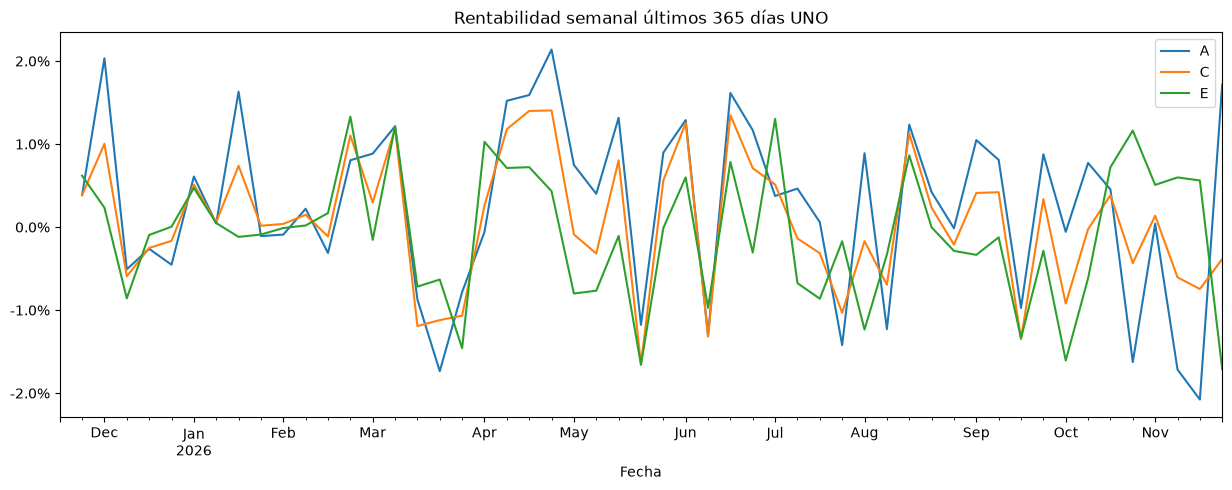 Rentabilidad semanal últimos 365 días UNO
A
C
E
2.0%
1.0%
0.0%
-1.0%
-2.0%
Dec Jan Feb Mar Apr May Jun Jul Aug Sep Oct Nov
2026
Fecha